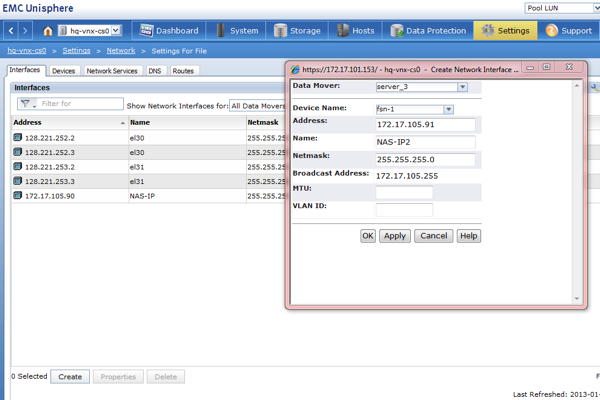 EMC Unisphere
Pool LUN
hq-vnx-cs0
Dashboard
System
Storage
Hosts
Data Protection
Settings
Support
hq-vnx-cs0 > Settings > Network > Settings For File
Interfaces
Devices
Network Services
DNS
Routes
Interfaces
Filter for
Show Network Interfaces for: All Data Movers
Address
Name
Netmask
128.221.252.2 el30 255.255.25
128.221.252.3 el30 255.255.25
128.221.253.2 el31 255.255.25
128.221.253.3 el31 255.255.25
172.17.105.90 NAS-IP 255.255.25
https://172.17.101.153/ - hq-vnx-cs0 - Create Network Interface ...
Data Mover: server_3
Device Name: fsn-1
Address: 172.17.105.91
Name: NAS-IP2
Netmask: 255.255.255.0
Broadcast Address: 172.17.105.255
MTU:
VLAN ID:
OK Apply Cancel Help
0 Selected Create Properties Delete
F
Last Refreshed: 2013-01-